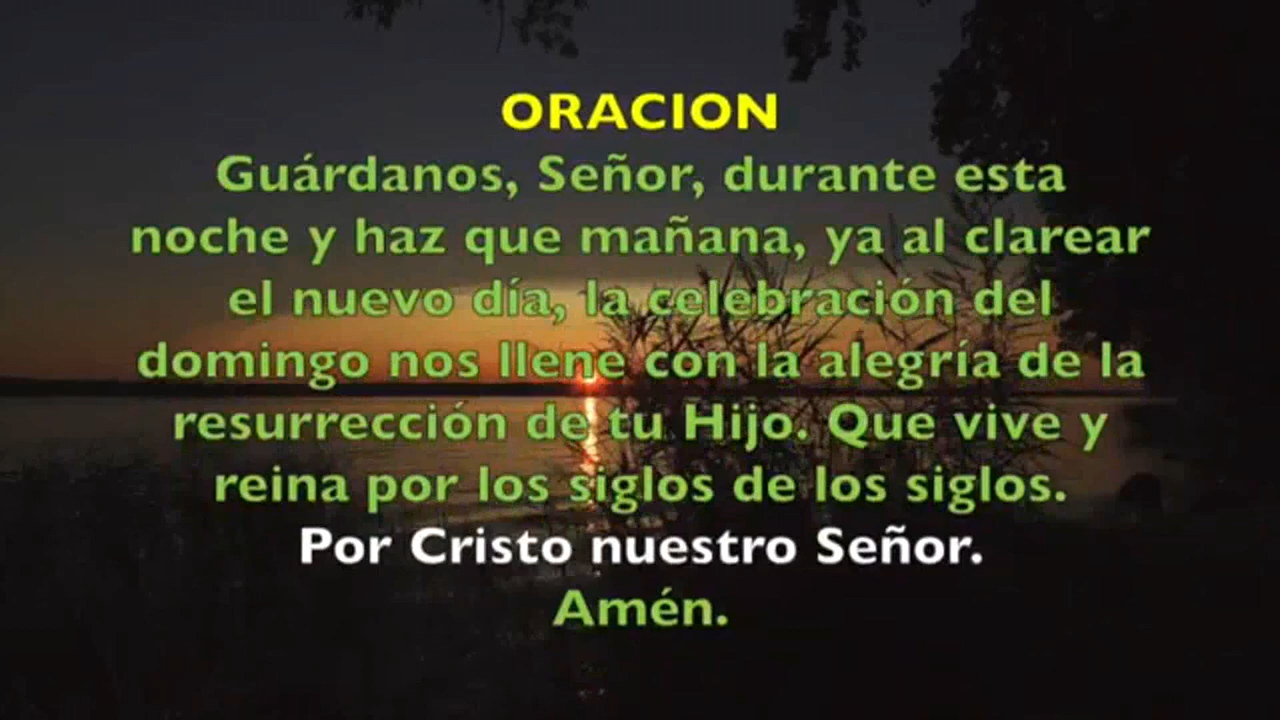 ORACION
Guárdanos, Señor, durante esta
noche y haz que mañana, ya al clarear
el nuevo día, la celebración del
domingo nos llene con la alegría de la
resurrección de tu Hijo. Que vive y
reina por los siglos de los siglos.
Por Cristo nuestro Señor.
Amén.